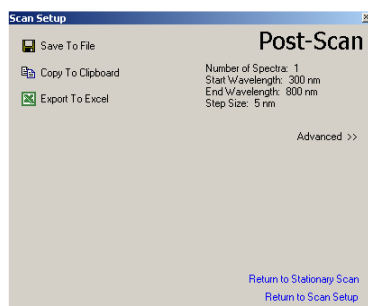 Scan Setup
Post-Scan
Save To File
Copy To Clipboard
Export To Excel
Number of Spectra: 1
Start Wavelength: 300 nm
End Wavelength: 800 nm
Step Size: 5 nm
Advanced >>
Return to Stationary Scan
Return to Scan Setup